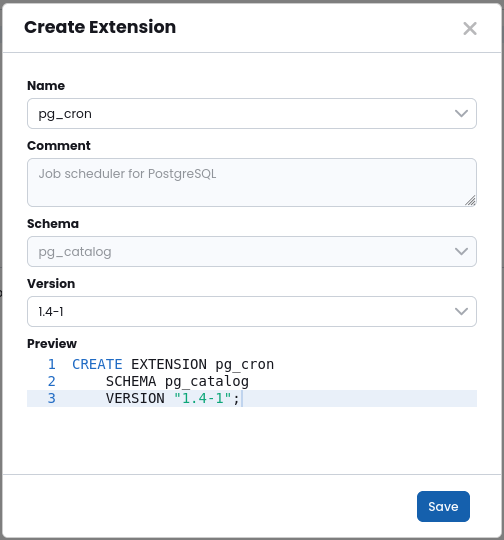 Create Extension
Name
pg_cron
Comment
Job scheduler for PostgreSQL
Schema
pg_catalog
Version
1.4-1
Preview
1 CREATE EXTENSION pg_cron
2 SCHEMA pg_catalog
3 VERSION "1.4-1";
Save